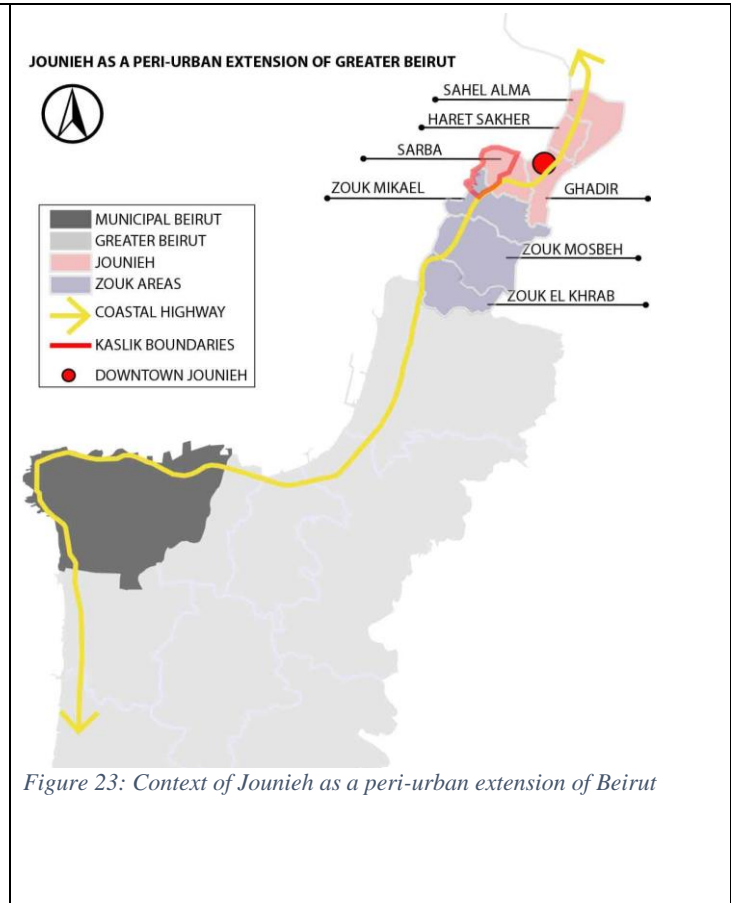 JOUNIEH AS A PERI-URBAN EXTENSION OF GREATER BEIRUT
SAHEL ALMA
HARET SAKHER
SARBA
ZOUK MIKAEL
GHADIR
ZOUK MOSBEH
ZOUK EL KHRAB
MUNICIPAL BEIRUT
GREATER BEIRUT
JOUNIEH
ZOUK AREAS
COASTAL HIGHWAY
KASLIK BOUNDARIES
DOWNTOWN JOUNIEH
Figure 23: Context of Jounieh as a peri-urban extension of Beirut